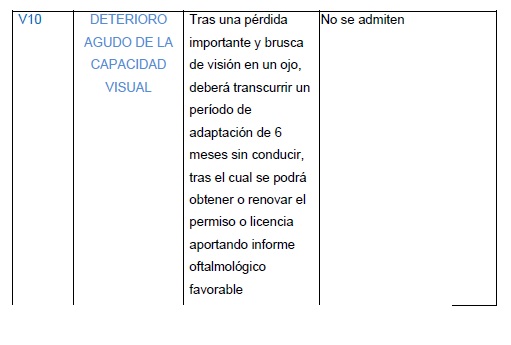 V10
DETERIORO
AGUDO DE LA
CAPACIDAD
VISUAL
Tras una pérdida
importante y brusca
de visión en un ojo,
deberá transcurrir un
período de
adaptación de 6
meses sin conducir,
tras el cual se podrá
obtener o renovar el
permiso o licencia
aportando informe
oftalmológico
favorable
No se admiten